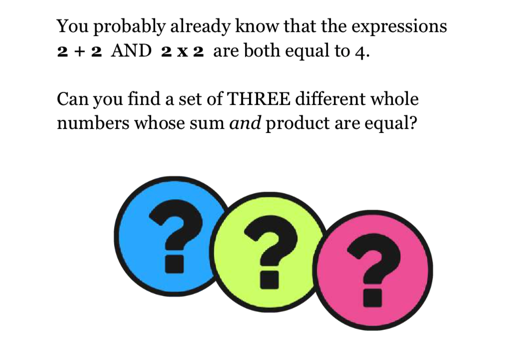 You probably already know that the expressions
2 + 2 AND 2 x 2 are both equal to 4.
Can you find a set of THREE different whole
numbers whose sum and product are equal?
? ? ?